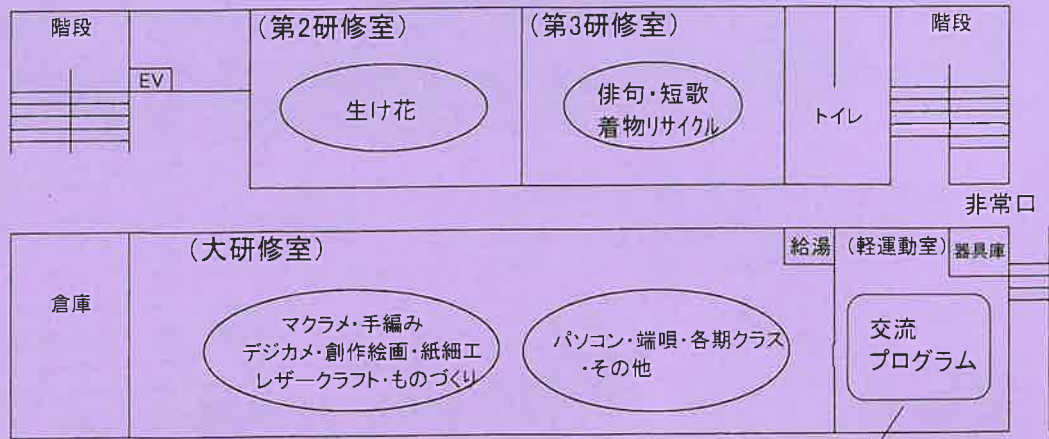 階段
EV
(第2研修室)
生け花
(第3研修室)
俳句・短歌
着物リサイクル
トイレ
階段
非常口
倉庫
(大研修室)
マクラメ・手編み
デジカメ・創作絵画・紙細工
レザークラフト・ものづくり
パソコン・端唄・各期クラス
・その他
給湯
(軽運動室)
器具庫
交流
プログラム